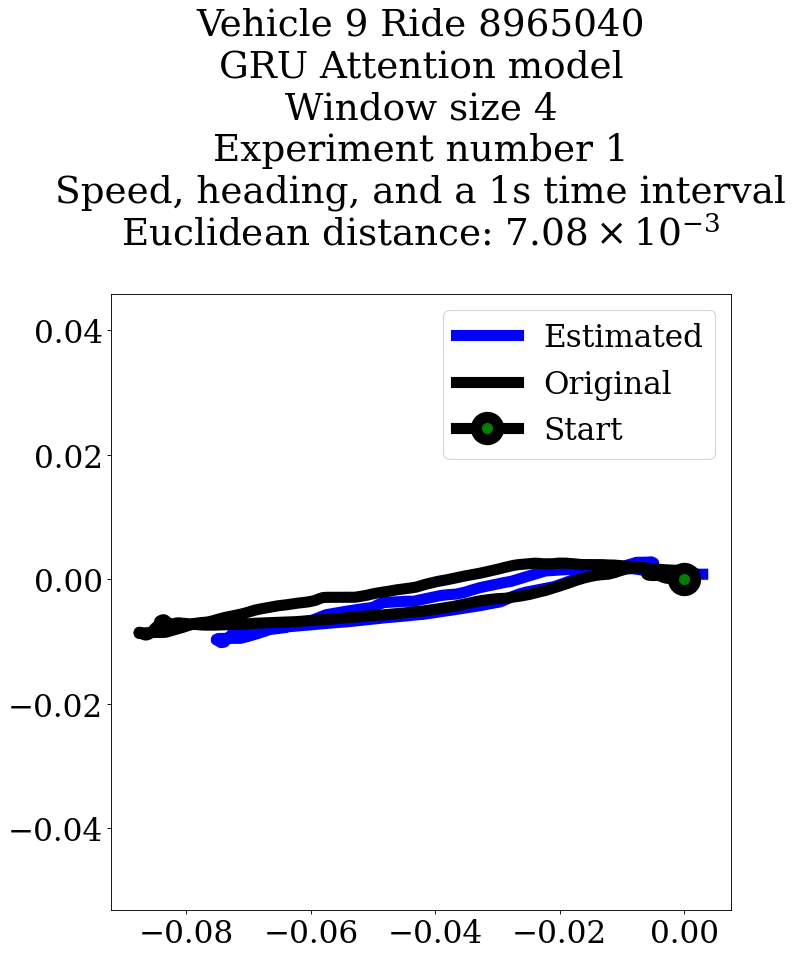 Vehicle 9 Ride 8965040
GRU Attention model
Window size 4
Experiment number 1
Speed, heading, and a 1s time interval
Euclidean distance: 7.08 × 10⁻³
Estimated
Original
Start
0.04
0.02
0.00
−0.02
−0.04
−0.08 −0.06 −0.04 −0.02 0.00